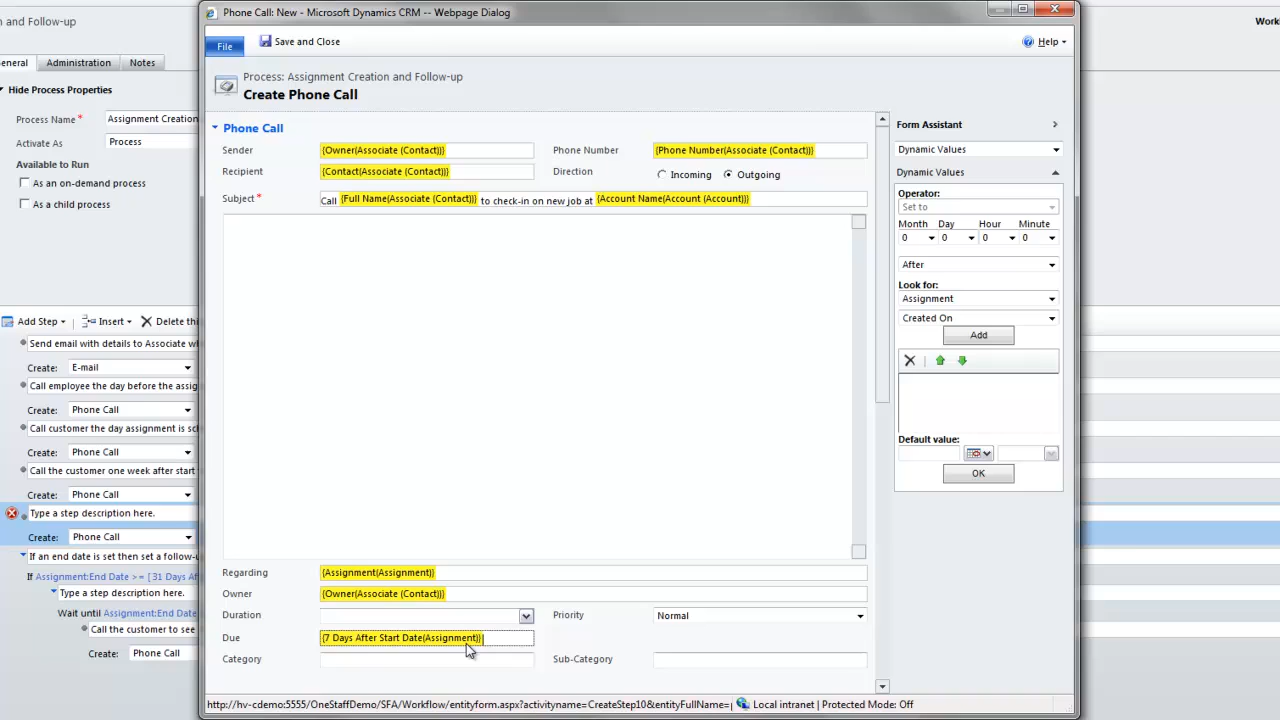 Phone Call: New - Microsoft Dynamics CRM -- Webpage Dialog
n and Follow-up
File
Save and Close
Help
eneral
Administration
Notes
Process: Assignment Creation and Follow-up
Create Phone Call
Hide Process Properties
Process Name *
Assignment Creation
Activate As
Process
Available to Run
As an on-demand process
As a child process
Phone Call
Sender
{Owner(Associate (Contact))}
Phone Number
{Phone Number(Associate (Contact))}
Recipient
{Contact(Associate (Contact))}
Direction
Incoming
Outgoing
Subject *
Call {Full Name(Associate (Contact))} to check-in on new job at {Account Name(Account (Account))}
Form Assistant
Dynamic Values
Dynamic Values
Operator:
Set to
Month Day Hour Minute
0 0 0 0
After
Look for:
Assignment
Created On
Add
Default value:
OK
Add Step
Insert
Delete thi
Send email with details to Associate wh
Create: E-mail
Call employee the day before the assig
Create: Phone Call
Call customer the day assignment is sc
Create: Phone Call
Call the customer one week after start
Create: Phone Call
Type a step description here.
Create: Phone Call
If an end date is set then set a follow-u
If Assignment:End Date >= [31 Days Af
Type a step description here.
Wait until Assignment:End Date
Call the customer to see
Create: Phone Call
Regarding
{Assignment(Assignment)}
Owner
{Owner(Associate (Contact))}
Duration
Priority
Normal
Due
{7 Days After Start Date(Assignment)}
Category
Sub-Category
http://hv-cdemo:5555/OneStaffDemo/SFA/Workflow/entityform.aspx?activityname=CreateStep10&entityFullName=
Local intranet | Protected Mode: Off